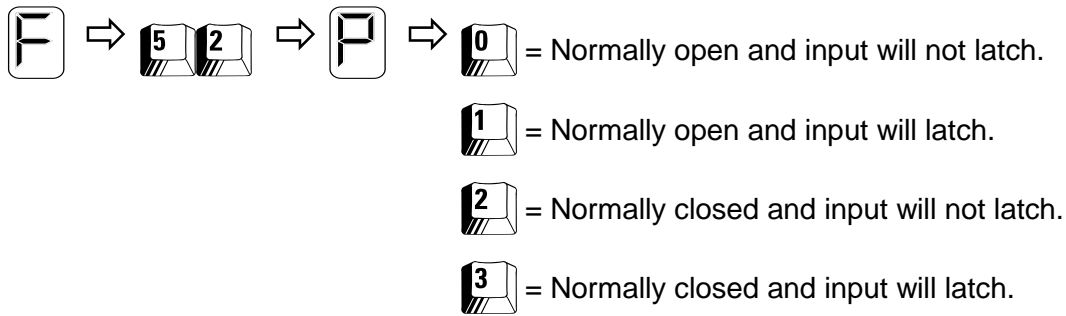 F ⇨ 5 2 ⇨ P ⇨ 0 = Normally open and input will not latch.
1 = Normally open and input will latch.
2 = Normally closed and input will not latch.
3 = Normally closed and input will latch.